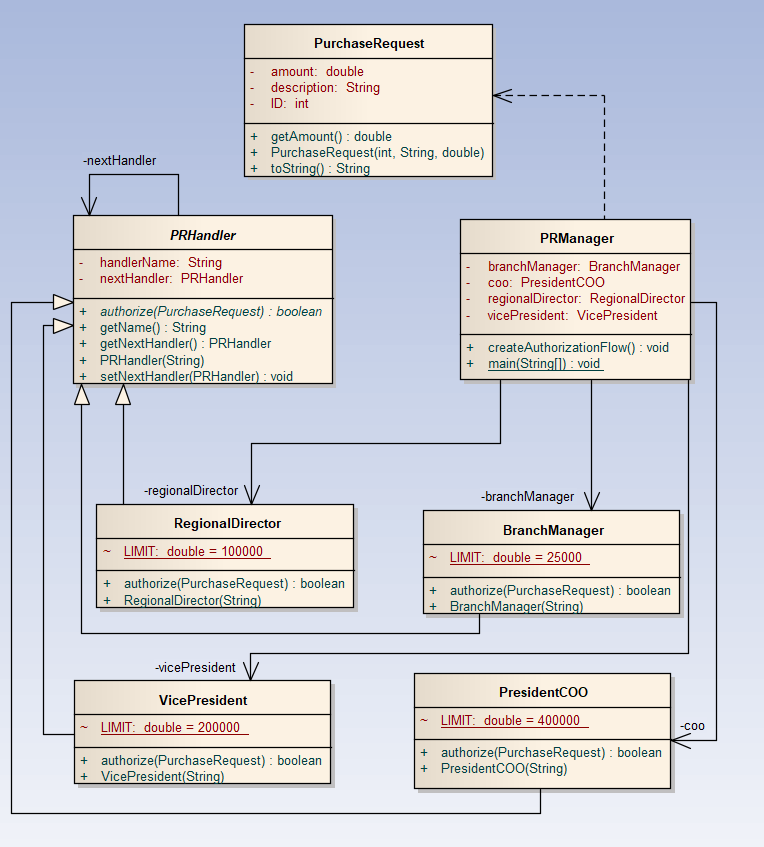 PurchaseRequest
- amount: double
- description: String
- ID: int
+ getAmount() : double
+ PurchaseRequest(int, String, double)
+ toString() : String
-nextHandler
PRHandler
- handlerName: String
- nextHandler: PRHandler
+ authorize(PurchaseRequest) : boolean
+ getName() : String
+ getNextHandler() : PRHandler
+ PRHandler(String)
+ setNextHandler(PRHandler) : void
PRManager
- branchManager: BranchManager
- coo: PresidentCOO
- regionalDirector: RegionalDirector
- vicePresident: VicePresident
+ createAuthorizationFlow() : void
+ main(String[]) : void
-regionalDirector
-branchManager
RegionalDirector
~ LIMIT: double = 100000
+ authorize(PurchaseRequest) : boolean
+ RegionalDirector(String)
BranchManager
~ LIMIT: double = 25000
+ authorize(PurchaseRequest) : boolean
+ BranchManager(String)
-vicePresident
VicePresident
~ LIMIT: double = 200000
+ authorize(PurchaseRequest) : boolean
+ VicePresident(String)
PresidentCOO
~ LIMIT: double = 400000
+ authorize(PurchaseRequest) : boolean
+ PresidentCOO(String)
-coo